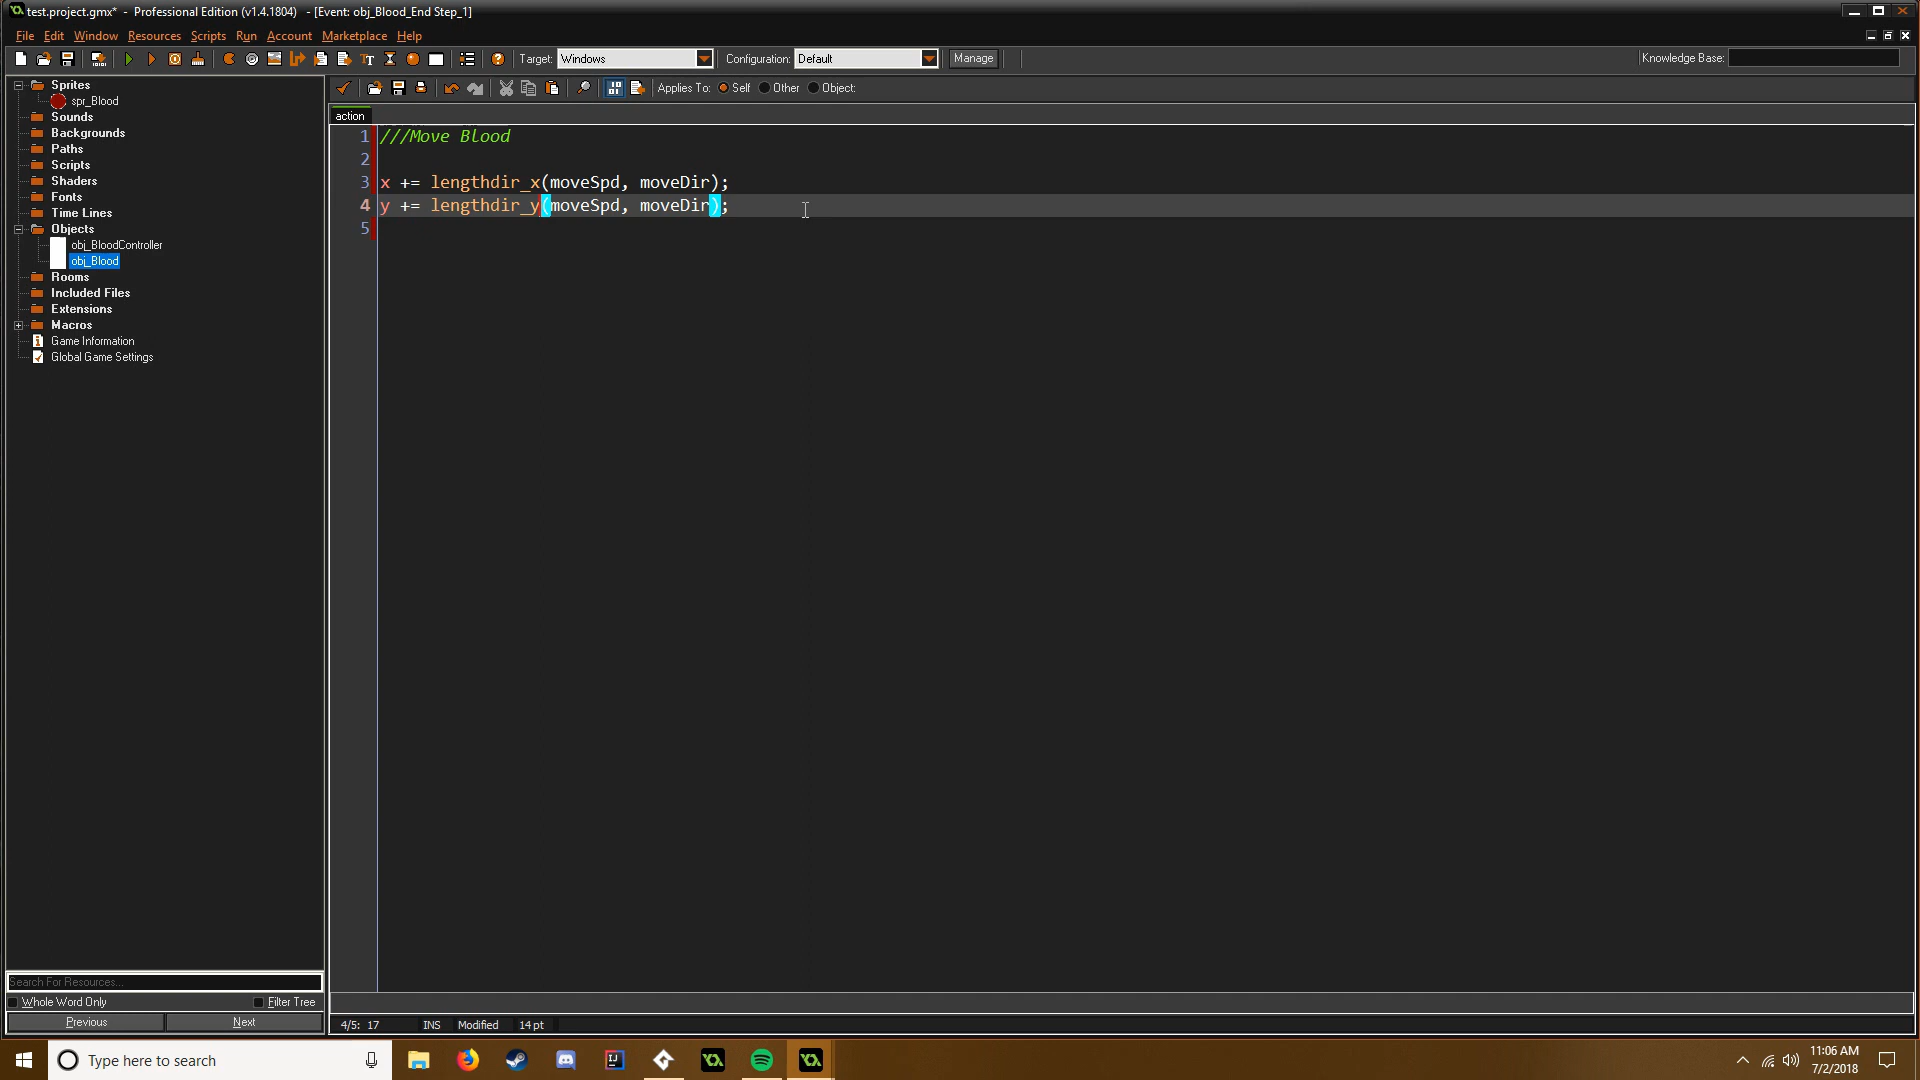 test.project.gmx* - Professional Edition (v1.4.1804) - [Event: obj_Blood_End Step_1]
File Edit Window Resources Scripts Run Account Marketplace Help
Target: Windows Configuration: Default Manage Knowledge Base:
Applies To: Self Other Object:
action
Sprites
spr_Blood
Sounds
Backgrounds
Paths
Scripts
Shaders
Fonts
Time Lines
Objects
obj_BloodController
obj_Blood
Rooms
Included Files
Extensions
Macros
Game Information
Global Game Settings
1 ///Move Blood
2
3 x += lengthdir_x(moveSpd, moveDir);
4 y += lengthdir_y(moveSpd, moveDir);
5
Search For Resources...
Whole Word Only Filter Tree
Previous Next
4/5: 17 INS Modified 14 pt
Type here to search
11:06 AM
7/2/2018